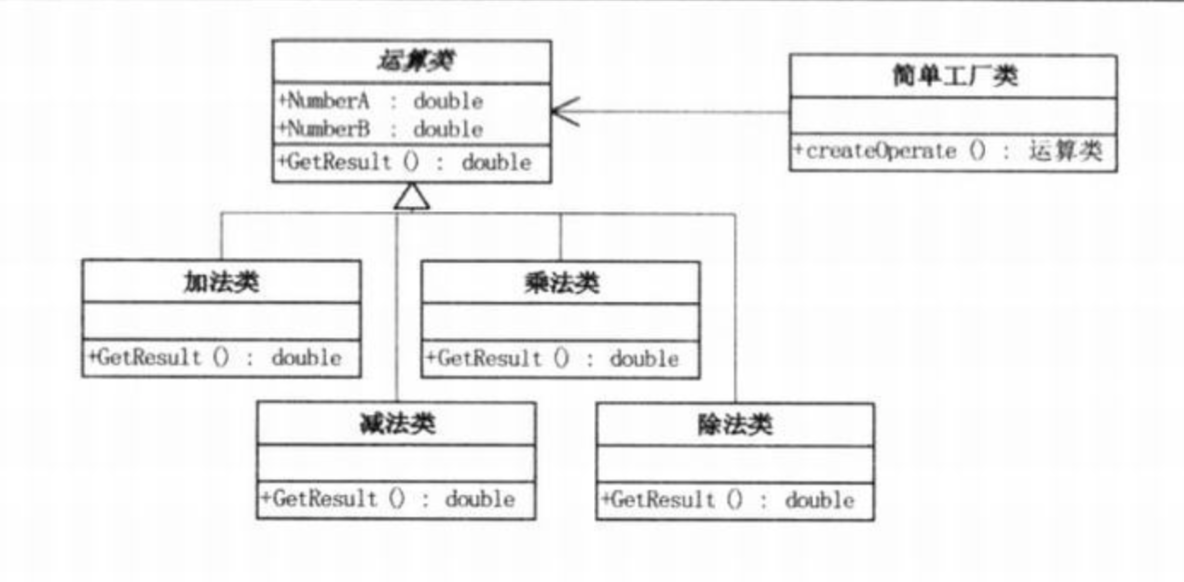 运算类
+NumberA : double
+NumberB : double
+GetResult () : double
简单工厂类
+createOperate () : 运算类
加法类
+GetResult () : double
乘法类
+GetResult () : double
减法类
+GetResult () : double
除法类
+GetResult () : double